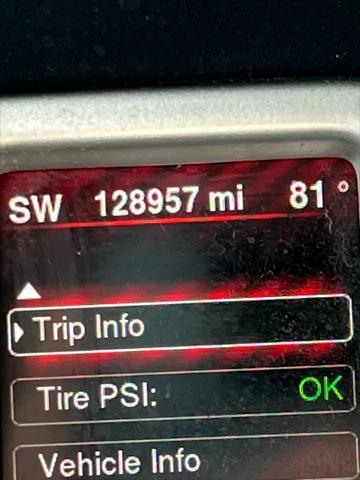 SW 128957 mi 81°
Trip Info
Tire PSI: OK
Vehicle Info